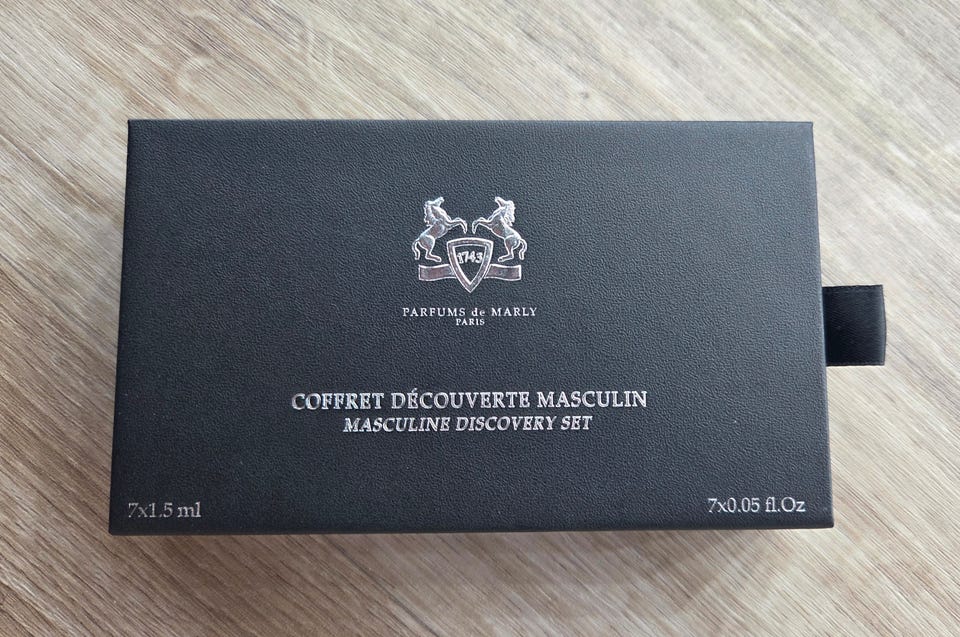 1743
PARFUMS de MARLY
PARIS
COFFRET DÉCOUVERTE MASCULIN
MASCULINE DISCOVERY SET
7x1.5 ml
7x0.05 fl.Oz